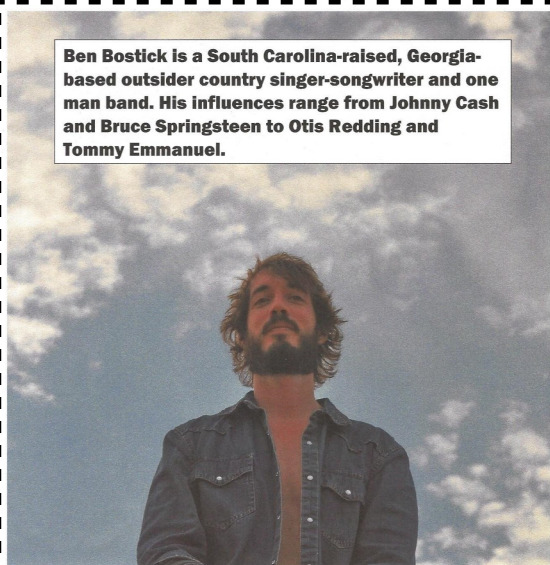 Ben Bostick is a South Carolina-raised, Georgia-
based outsider country singer-songwriter and one
man band. His influences range from Johnny Cash
and Bruce Springsteen to Otis Redding and
Tommy Emmanuel.